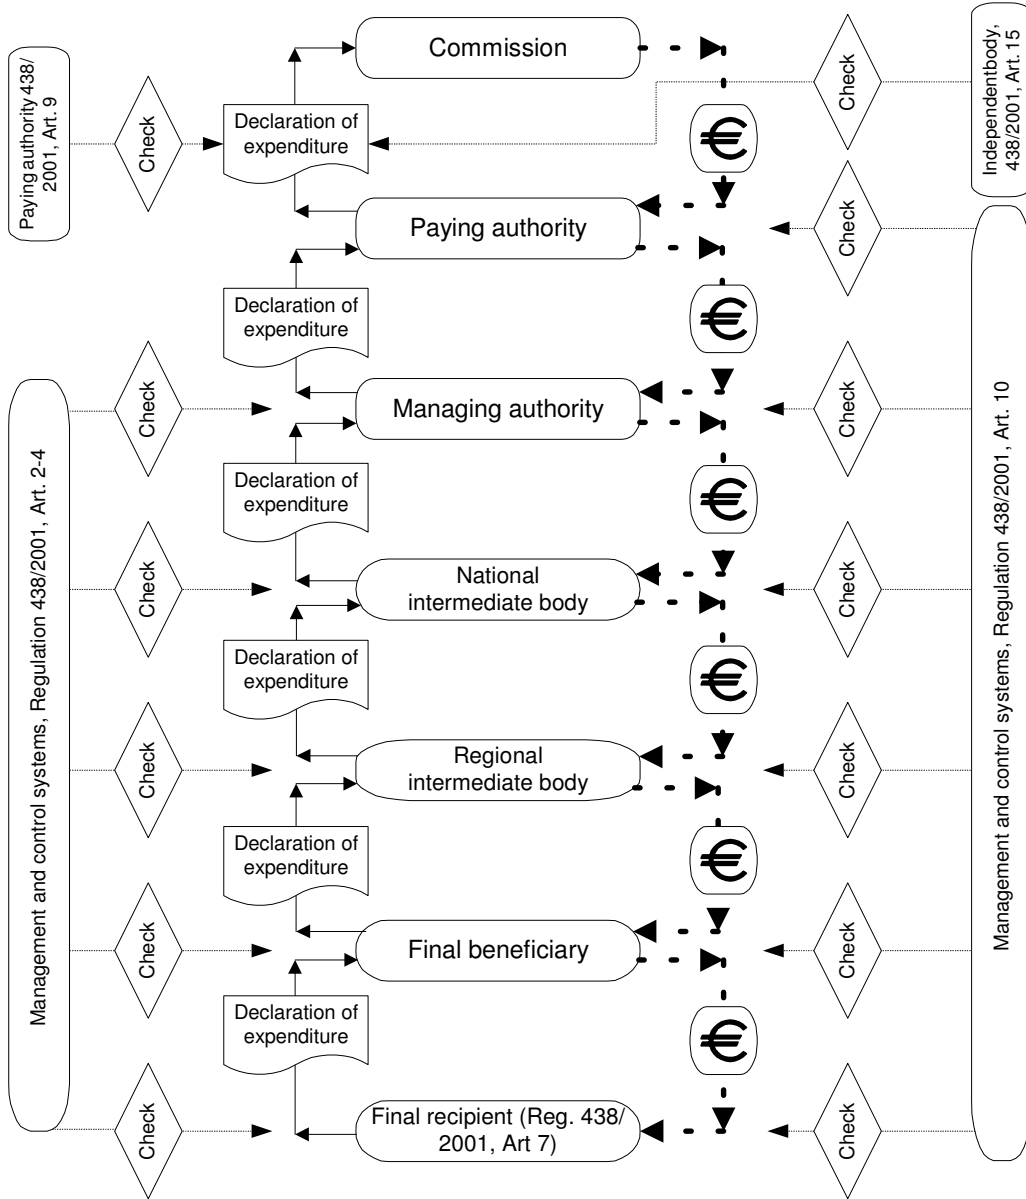 Paying authority 438/
2001, Art. 9
Check
Declaration of
expenditure
Commission
€
Check
Independentbody,
438/2001, Art. 15
Paying authority
Check
Declaration of
expenditure
€
Management and control systems, Regulation 438/2001, Art. 2-4
Check
Managing authority
Check
Management and control systems, Regulation 438/2001, Art. 10
Declaration of
expenditure
€
Check
National
intermediate body
Check
Declaration of
expenditure
€
Check
Regional
intermediate body
Check
Declaration of
expenditure
€
Check
Final beneficiary
Check
Declaration of
expenditure
€
Check
Final recipient (Reg. 438/
2001, Art 7)
Check